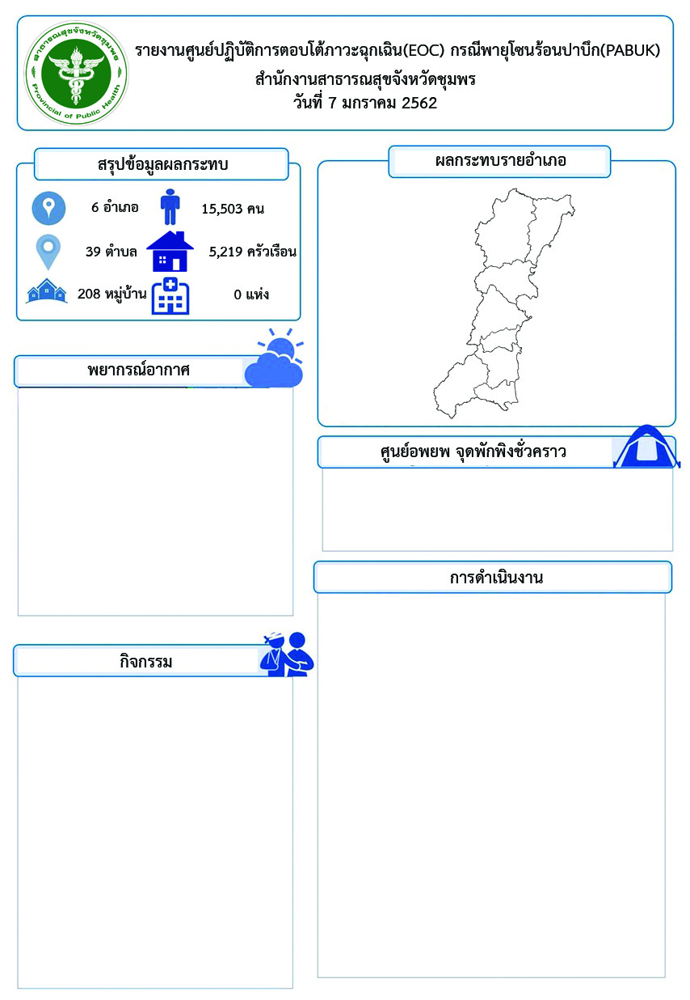 สาธารณสุขจังหวัดชุมพร
Provincial of Public Health
รายงานศูนย์ปฏิบัติการตอบโต้ภาวะฉุกเฉิน(EOC) กรณีพายุโซนร้อนปาบึก(PABUK)
สำนักงานสาธารณสุขจังหวัดชุมพร
วันที่ 7 มกราคม 2562
สรุปข้อมูลผลกระทบ
6 อำเภอ
15,503 คน
39 ตำบล
5,219 ครัวเรือน
208 หมู่บ้าน
0 แห่ง
ผลกระทบรายอำเภอ
พยากรณ์อากาศ
ศูนย์อพยพ จุดพักพิงชั่วคราว
การดำเนินงาน
กิจกรรม